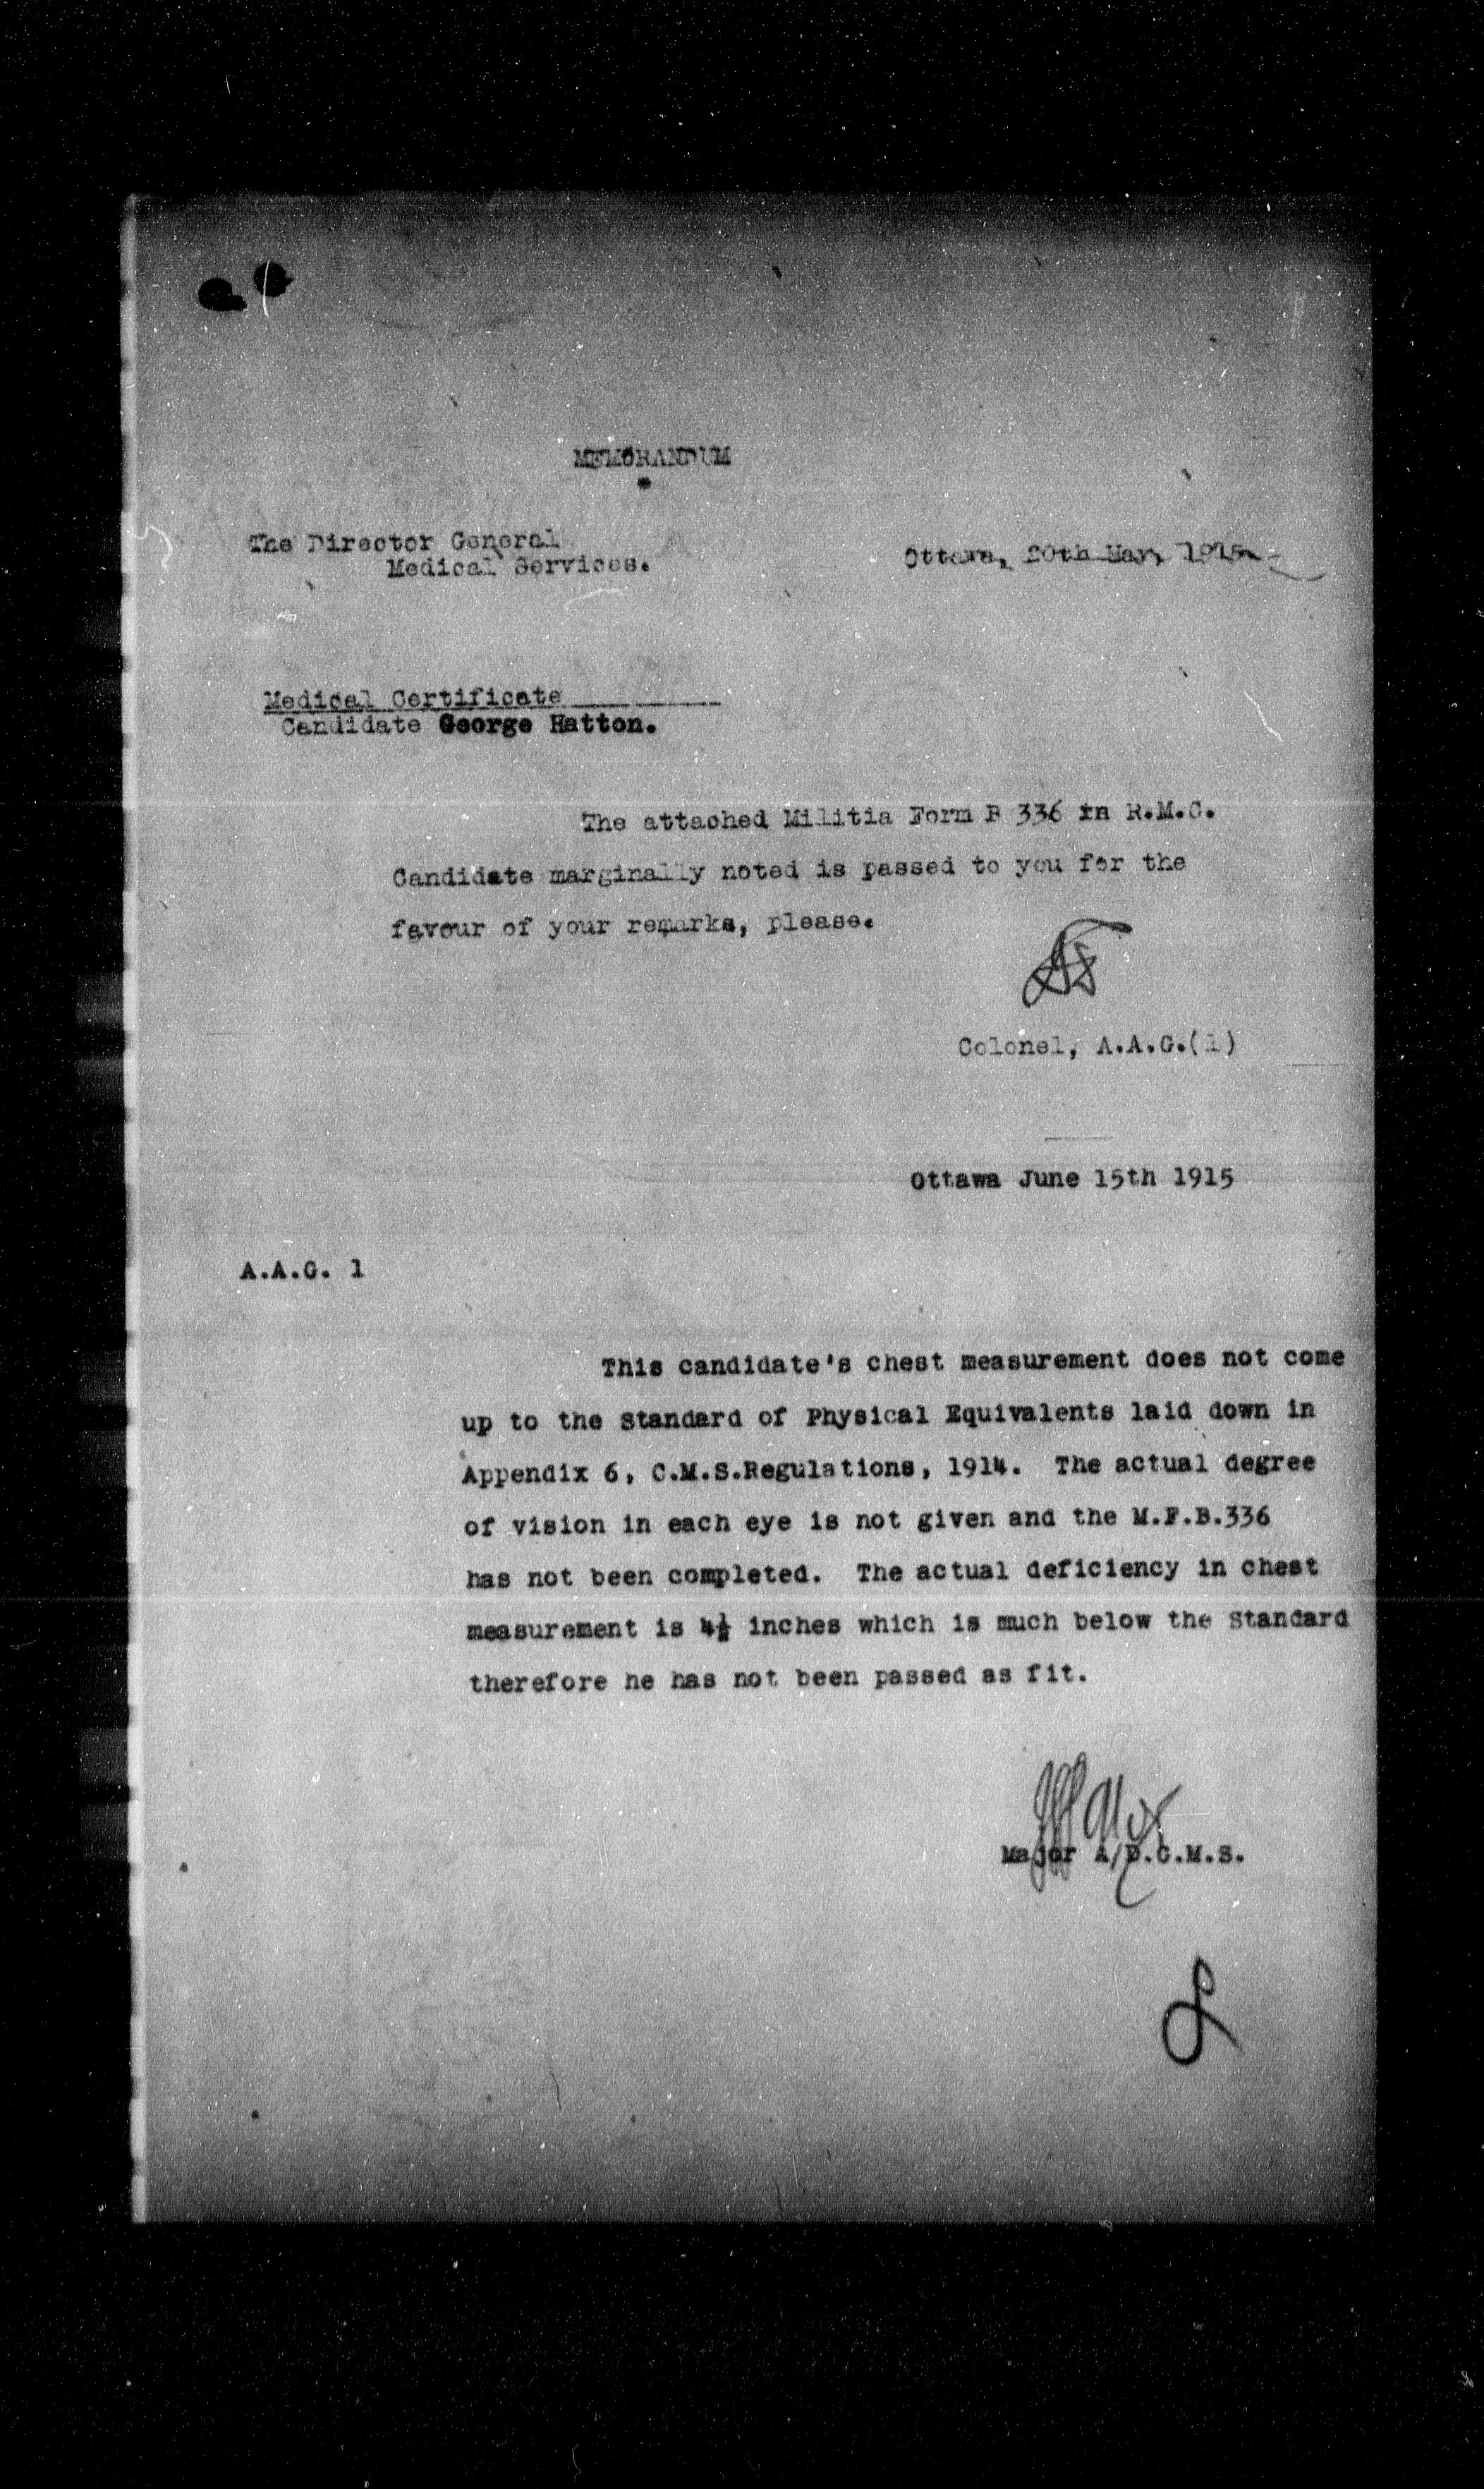 MEMORANDUM
The Director General
Medical Services.
Ottawa, 20th May, 1915
Medical Certificate
Candidate George Hatton.
The attached Militia Form B 336 in R.M.C.
Candidate marginally noted is passed to you for the
favour of your remarks, please.
Colonel, A.A.G.(1)
Ottawa June 15th 1915
A.A.G. 1
This candidate's chest measurement does not come
up to the Standard of Physical Equivalents laid down in
Appendix 6, C.M.S.Regulations, 1914. The actual degree
of vision in each eye is not given and the M.F.B.336
has not been completed. The actual deficiency in chest
measurement is 4½ inches which is much below the Standard
therefore he has not been passed as fit.
Major A/D.G.M.S.